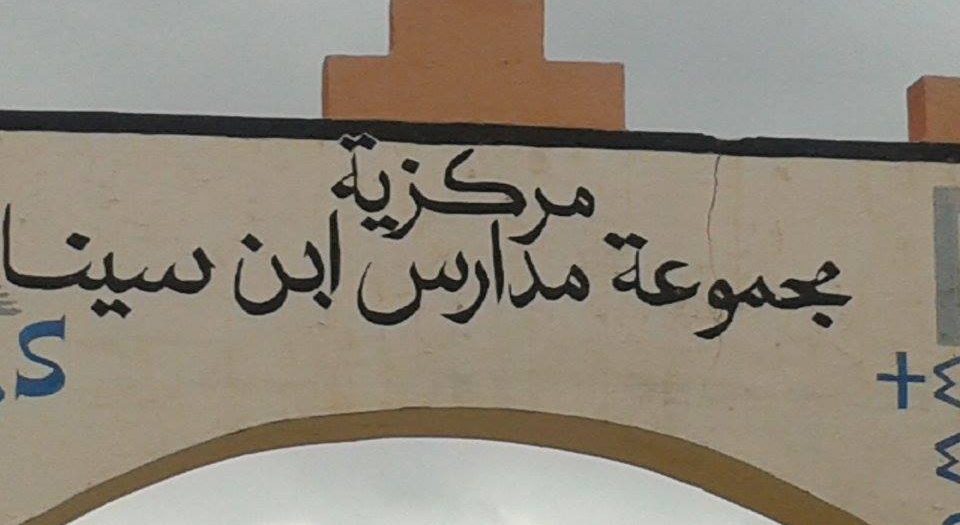 مركزية
مجموعة مدارس ابن سينا
S